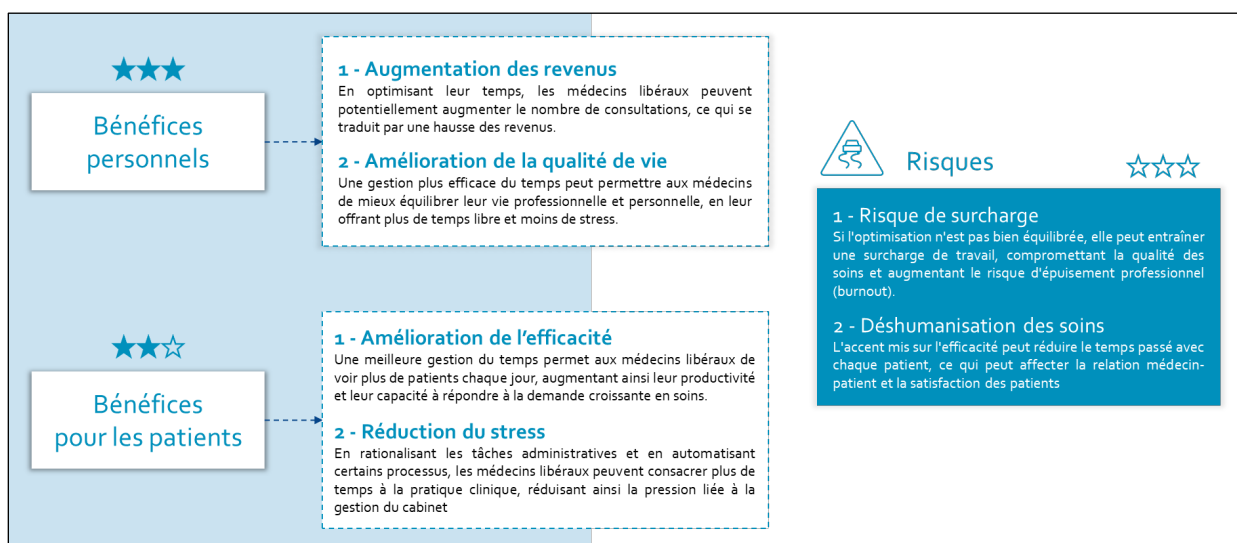 Bénéfices
personnels
1 - Augmentation des revenus
En optimisant leur temps, les médecins libéraux peuvent
potentiellement augmenter le nombre de consultations, ce qui se
traduit par une hausse des revenus.
2 - Amélioration de la qualité de vie
Une gestion plus efficace du temps peut permettre aux médecins
de mieux équilibrer leur vie professionnelle et personnelle, en leur
offrant plus de temps libre et moins de stress.
Bénéfices
pour les patients
1 - Amélioration de l’efficacité
Une meilleure gestion du temps permet aux médecins libéraux de
voir plus de patients chaque jour, augmentant ainsi leur productivité
et leur capacité à répondre à la demande croissante en soins.
2 - Réduction du stress
En rationalisant les tâches administratives et en automatisant
certains processus, les médecins libéraux peuvent consacrer plus de
temps à la pratique clinique, réduisant ainsi la pression liée à la
gestion du cabinet
Risques
1 - Risque de surcharge
Si l'optimisation n'est pas bien équilibrée, elle peut entraîner
une surcharge de travail, compromettant la qualité des
soins et augmentant le risque d'épuisement professionnel
(burnout).
2 - Déshumanisation des soins
L'accent mis sur l'efficacité peut réduire le temps passé avec
chaque patient, ce qui peut affecter la relation médecin-
patient et la satisfaction des patients